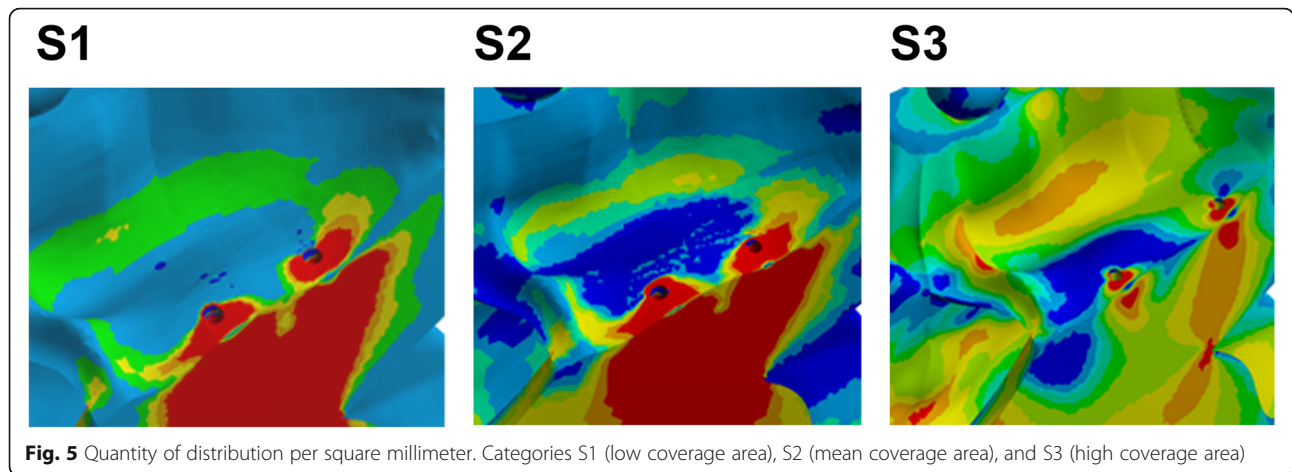 S1 S2 S3
Fig. 5 Quantity of distribution per square millimeter. Categories S1 (low coverage area), S2 (mean coverage area), and S3 (high coverage area)